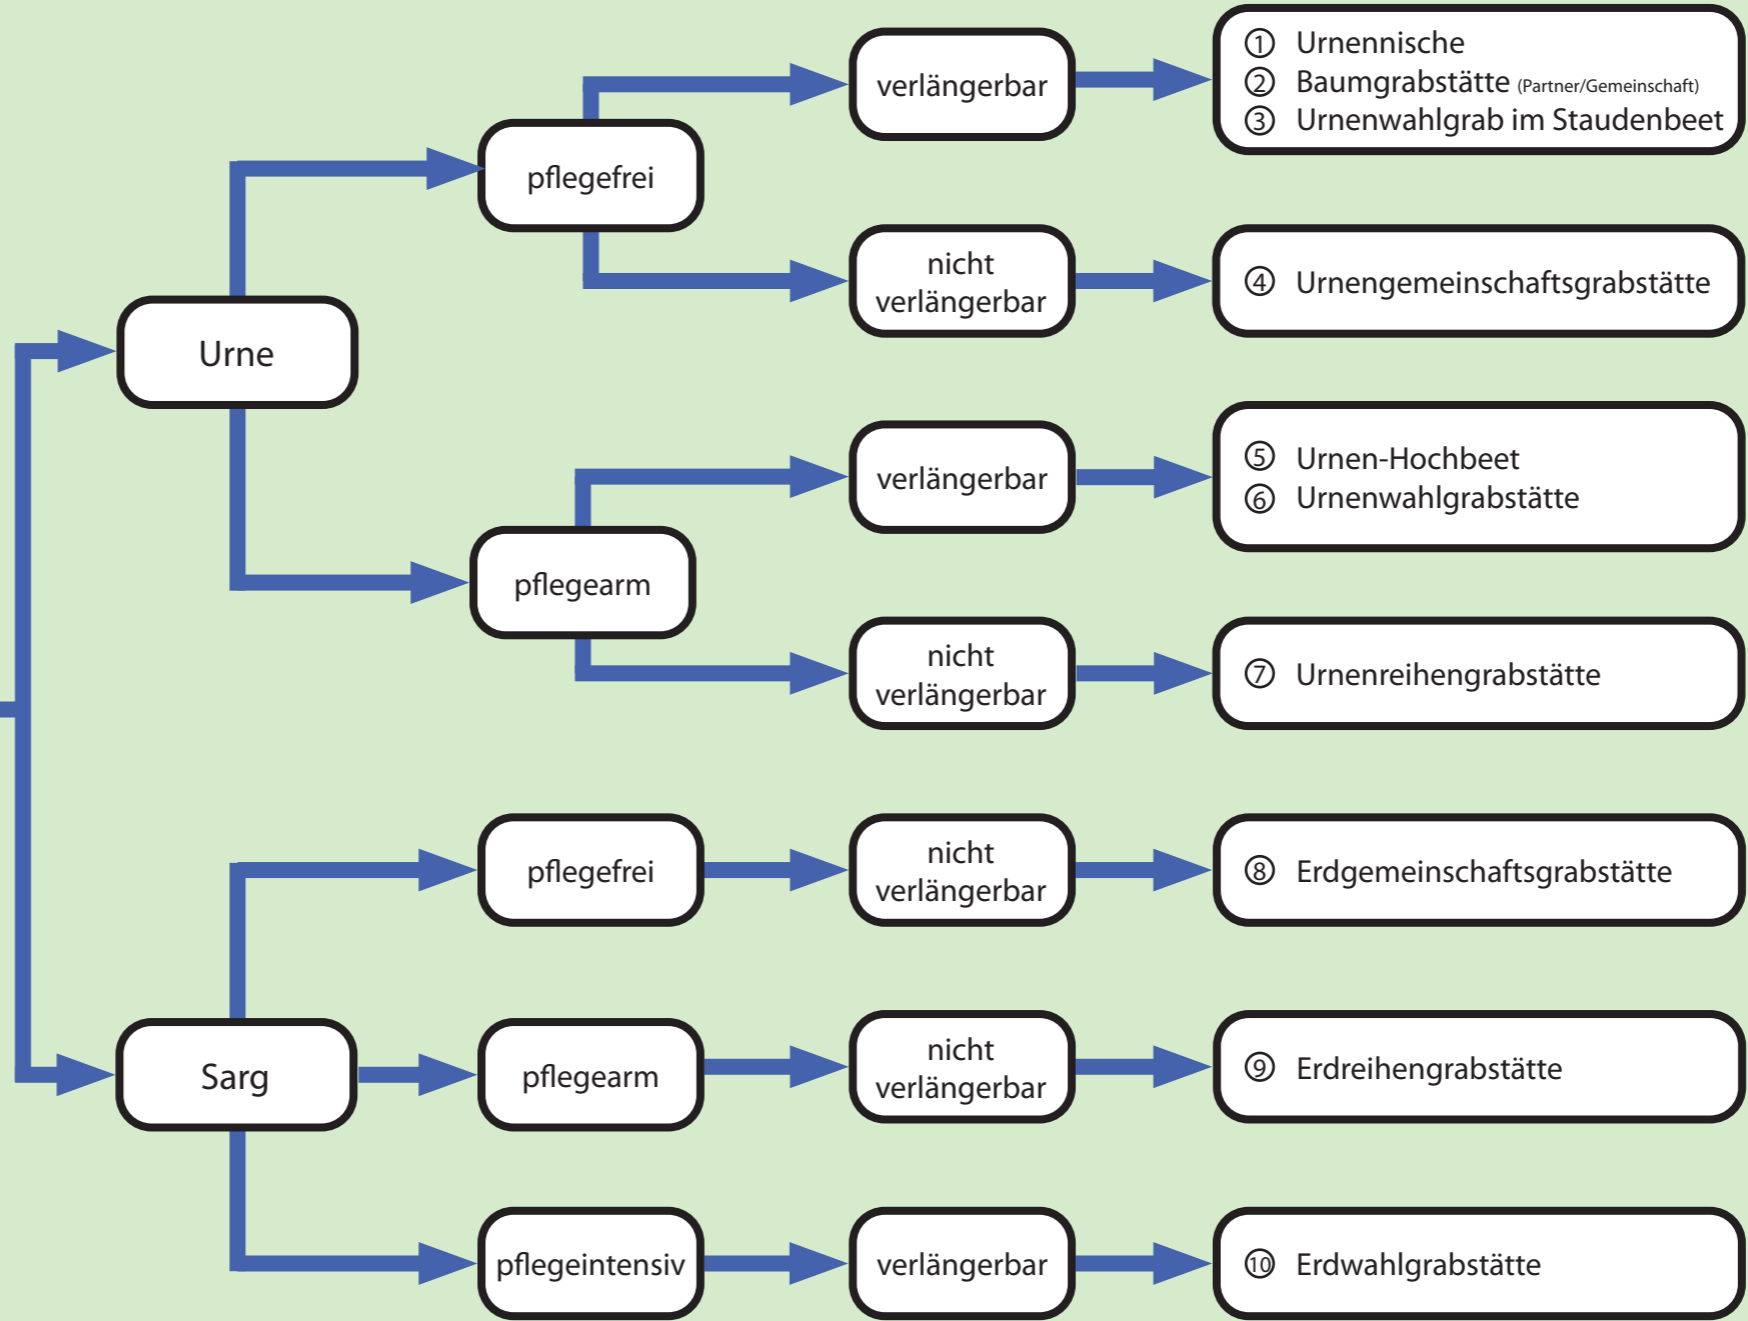 Urne
pflegefrei
verlängerbar
① Urnennische
② Baumgrabstätte (Partner/Gemeinschaft)
③ Urnenwahlgrab im Staudenbeet
nicht
verlängerbar
④ Urnengemeinschaftsgrabstätte
pflegearm
verlängerbar
⑤ Urnen-Hochbeet
⑥ Urnenwahlgrabstätte
nicht
verlängerbar
⑦ Urnenreihengrabstätte
Sarg
pflegefrei
nicht
verlängerbar
⑧ Erdgemeinschaftsgrabstätte
pflegearm
nicht
verlängerbar
⑨ Erdreihengrabstätte
pflegeintensiv
verlängerbar
⑩ Erdwahlgrabstätte